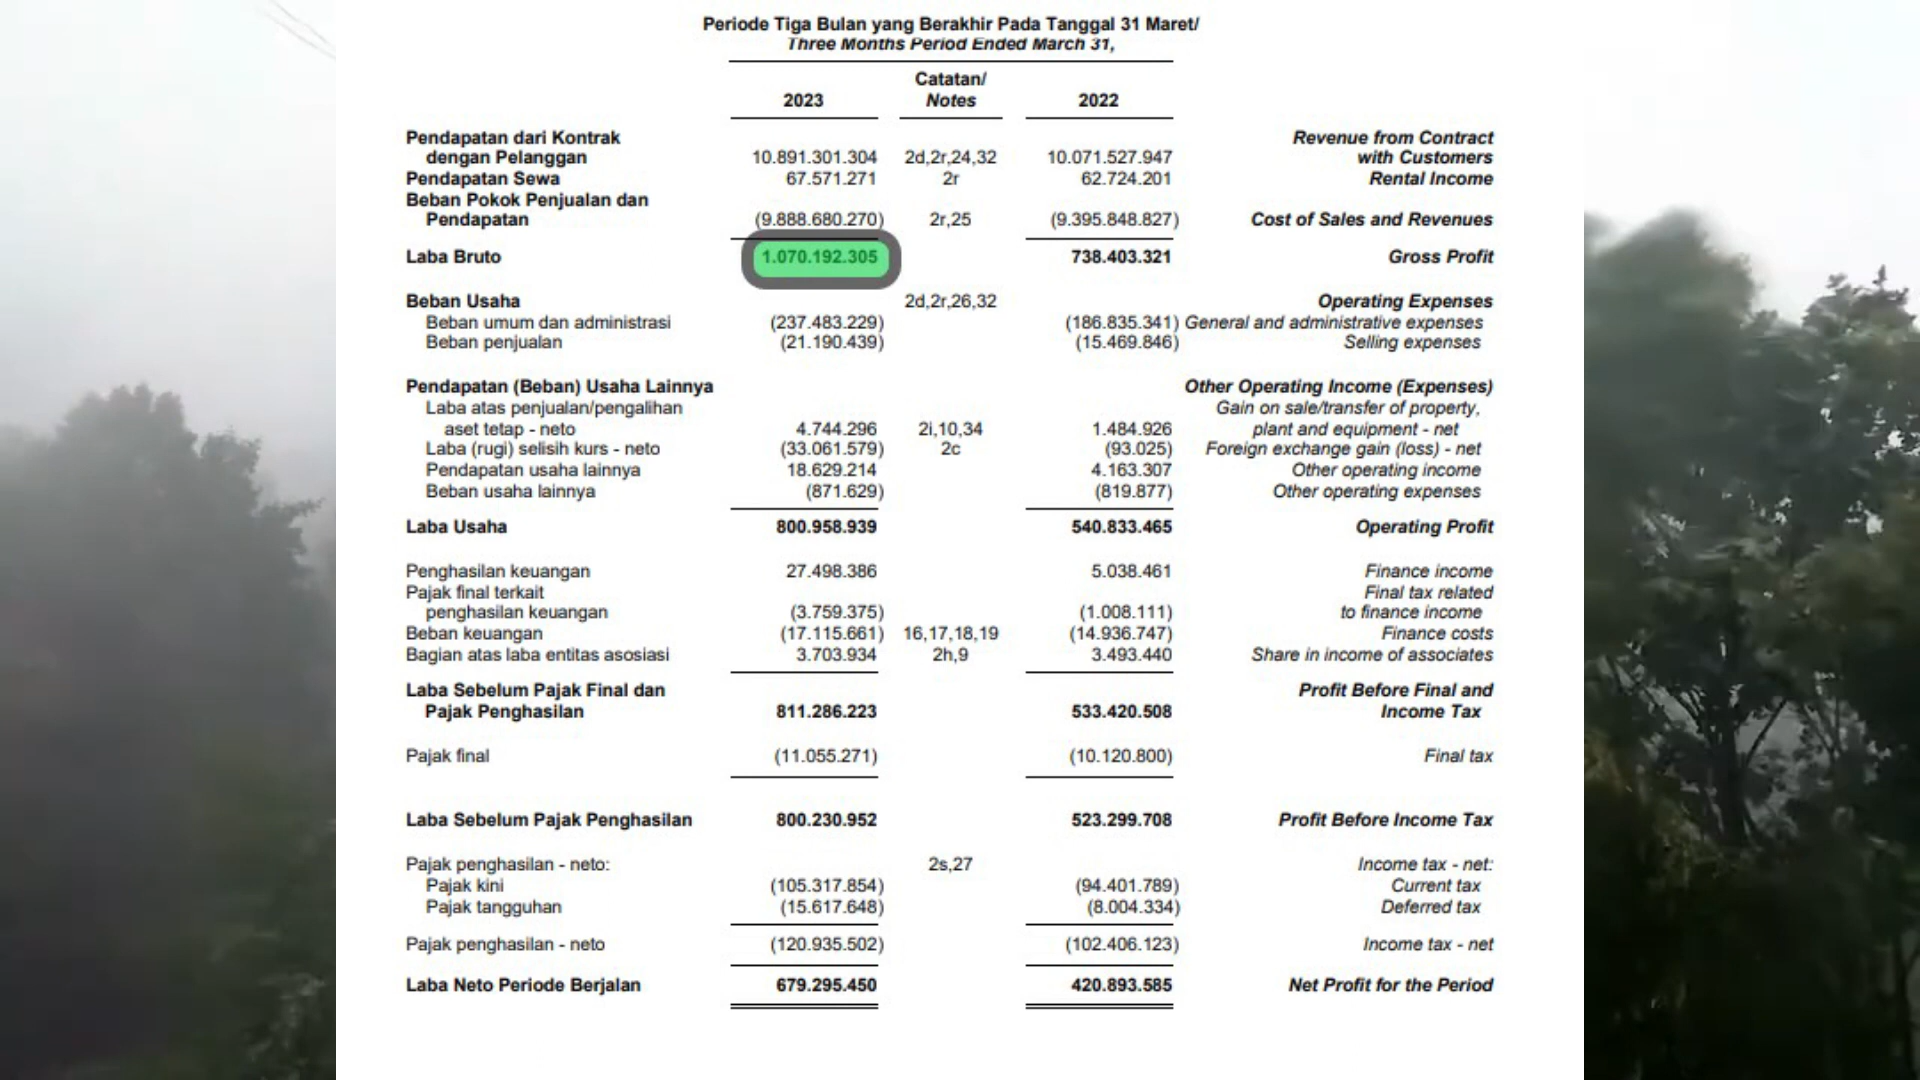 Periode Tiga Bulan yang Berakhir Pada Tanggal 31 Maret/
Three Months Period Ended March 31,
Catatan/
2023 Notes 2022
Pendapatan dari Kontrak Revenue from Contract
dengan Pelanggan 10.891.301.304 2d,2r,24,32 10.071.527.947 with Customers
Pendapatan Sewa 67.571.271 2r 62.724.201 Rental Income
Beban Pokok Penjualan dan
Pendapatan (9.888.680.270) 2r,25 (9.395.848.827) Cost of Sales and Revenues
Laba Bruto 1.070.192.305 738.403.321 Gross Profit
Beban Usaha 2d,2r,26,32 Operating Expenses
Beban umum dan administrasi (237.483.229) (186.835.341) General and administrative expenses
Beban penjualan (21.190.439) (15.469.846) Selling expenses
Pendapatan (Beban) Usaha Lainnya Other Operating Income (Expenses)
Laba atas penjualan/pengalihan Gain on sale/transfer of property,
aset tetap - neto 4.744.296 2i,10,34 1.484.926 plant and equipment - net
Laba (rugi) selisih kurs - neto (33.061.579) 2c (93.025) Foreign exchange gain (loss) - net
Pendapatan usaha lainnya 18.629.214 4.163.307 Other operating income
Beban usaha lainnya (871.629) (819.877) Other operating expenses
Laba Usaha 800.958.939 540.833.465 Operating Profit
Penghasilan keuangan 27.498.386 5.038.461 Finance income
Pajak final terkait Final tax related
penghasilan keuangan (3.759.375) (1.008.111) to finance income
Beban keuangan (17.115.661) 16,17,18,19 (14.936.747) Finance costs
Bagian atas laba entitas asosiasi 3.703.934 2h,9 3.493.440 Share in income of associates
Laba Sebelum Pajak Final dan Profit Before Final and
Pajak Penghasilan 811.286.223 533.420.508 Income Tax
Pajak final (11.055.271) (10.120.800) Final tax
Laba Sebelum Pajak Penghasilan 800.230.952 523.299.708 Profit Before Income Tax
Pajak penghasilan - neto: 2s,27 Income tax - net:
Pajak kini (105.317.854) (94.401.789) Current tax
Pajak tangguhan (15.617.648) (8.004.334) Deferred tax
Pajak penghasilan - neto (120.935.502) (102.406.123) Income tax - net
Laba Neto Periode Berjalan 679.295.450 420.893.585 Net Profit for the Period